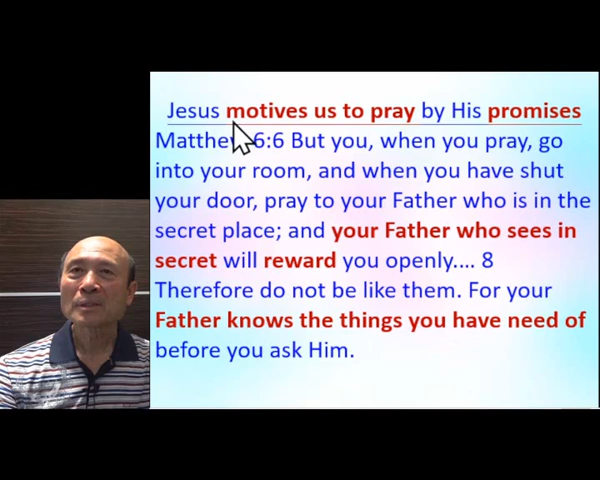 Jesus motives us to pray by His promises
Matthew 6:6 But you, when you pray, go
into your room, and when you have shut
your door, pray to your Father who is in the
secret place; and your Father who sees in
secret will reward you openly.... 8
Therefore do not be like them. For your
Father knows the things you have need of
before you ask Him.